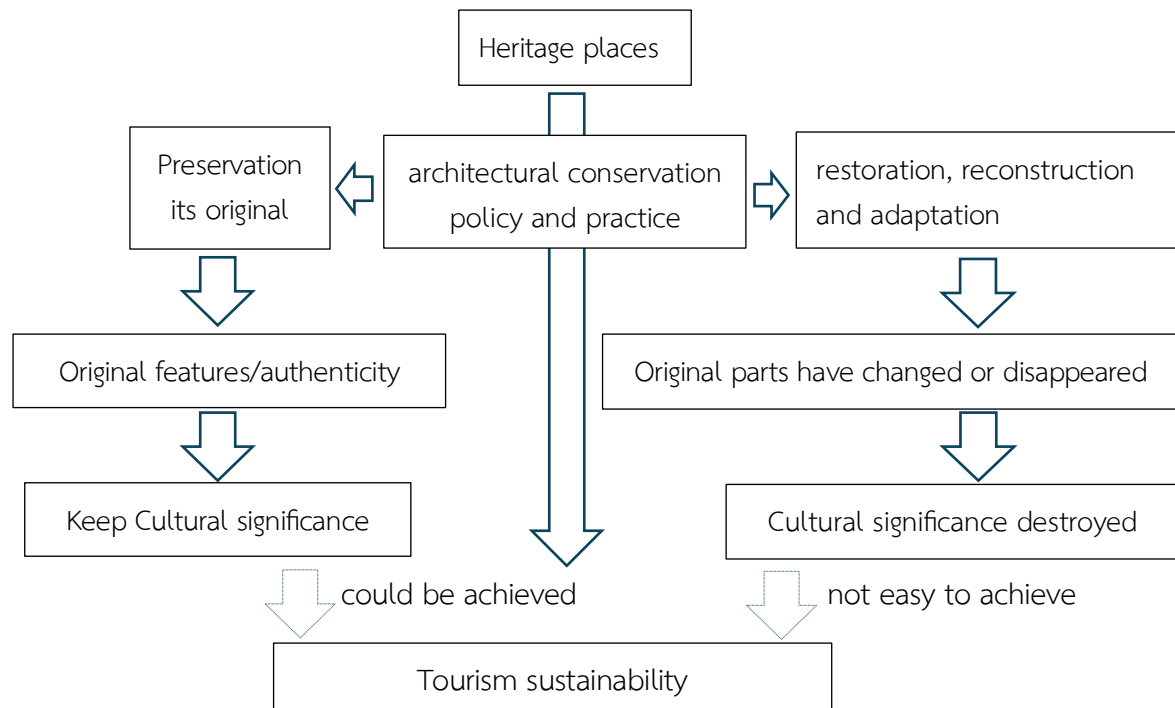 Heritage places
Preservation
its original
architectural conservation
policy and practice
restoration, reconstruction
and adaptation
Original features/authenticity
Original parts have changed or disappeared
Keep Cultural significance
Cultural significance destroyed
could be achieved
not easy to achieve
Tourism sustainability